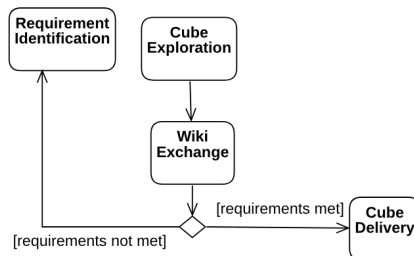 Requirement
Identification
Cube
Exploration
Wiki
Exchange
[requirements met]
Cube
Delivery
[requirements not met]